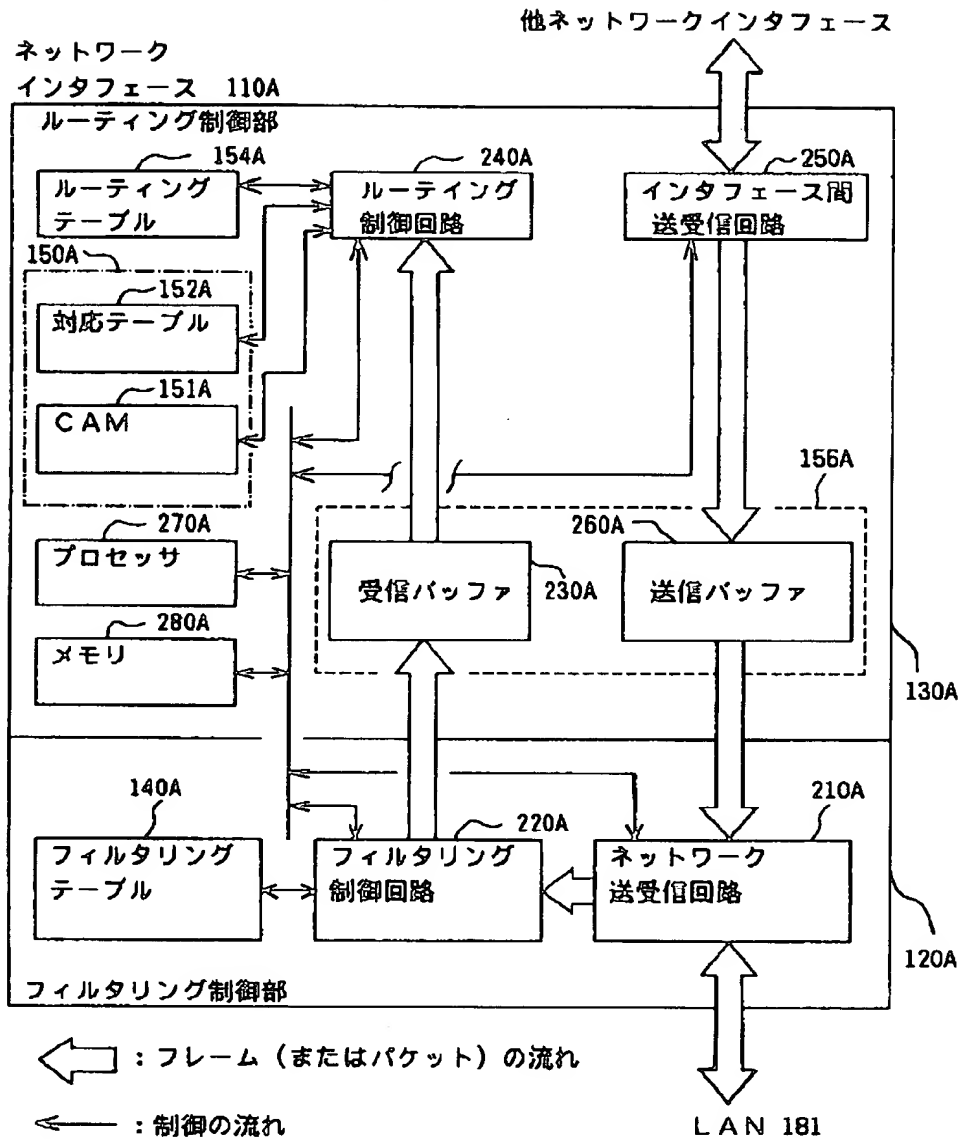 他ネットワークインタフェース
ネットワーク
インタフェース 110A
ルーティング制御部
154A
240A
250A
ルーティング
テーブル
ルーテイング
制御回路
インタフェース間
送受信回路
150A
152A
対応テーブル
151A
CAM
156A
270A
260A
プロセッサ
受信バッファ
230A
送信バッファ
280A
メモリ
130A
140A
220A
210A
フィルタリング
テーブル
フィルタリング
制御回路
ネットワーク
送受信回路
120A
フィルタリング制御部
:フレーム(またはパケット)の流れ
:制御の流れ
LAN 181